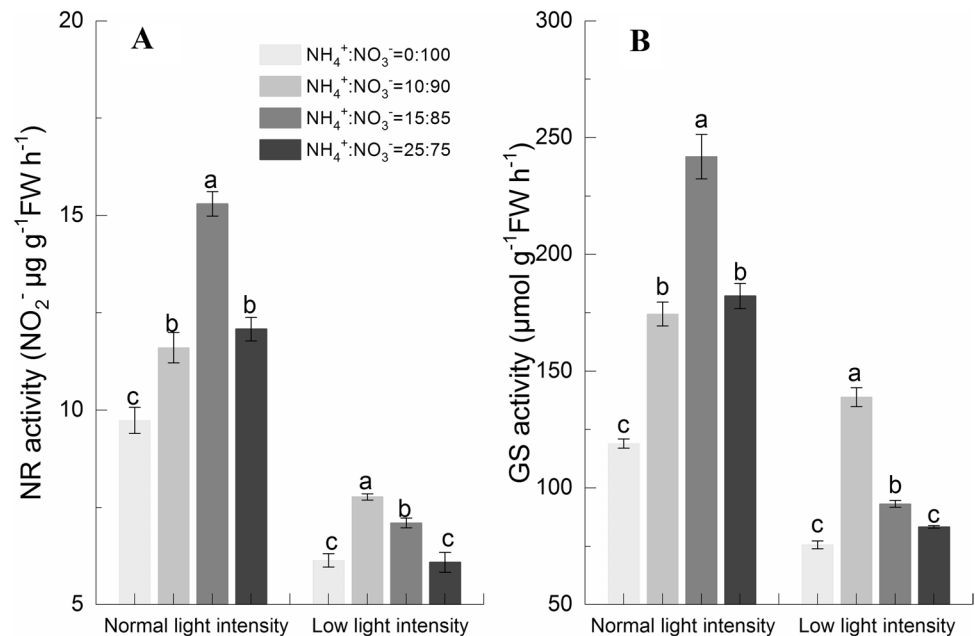 A
NH₄⁺:NO₃⁻=0:100
NH₄⁺:NO₃⁻=10:90
NH₄⁺:NO₃⁻=15:85
NH₄⁺:NO₃⁻=25:75
NR activity (NO₂⁻ μg g⁻¹FW h⁻¹)
20
15
10
5
c
b
a
b
c
a
b
c
Normal light intensity
Low light intensity
B
GS activity (μmol g⁻¹FW h⁻¹)
300
250
200
150
100
50
c
b
a
b
c
a
b
c
Normal light intensity
Low light intensity